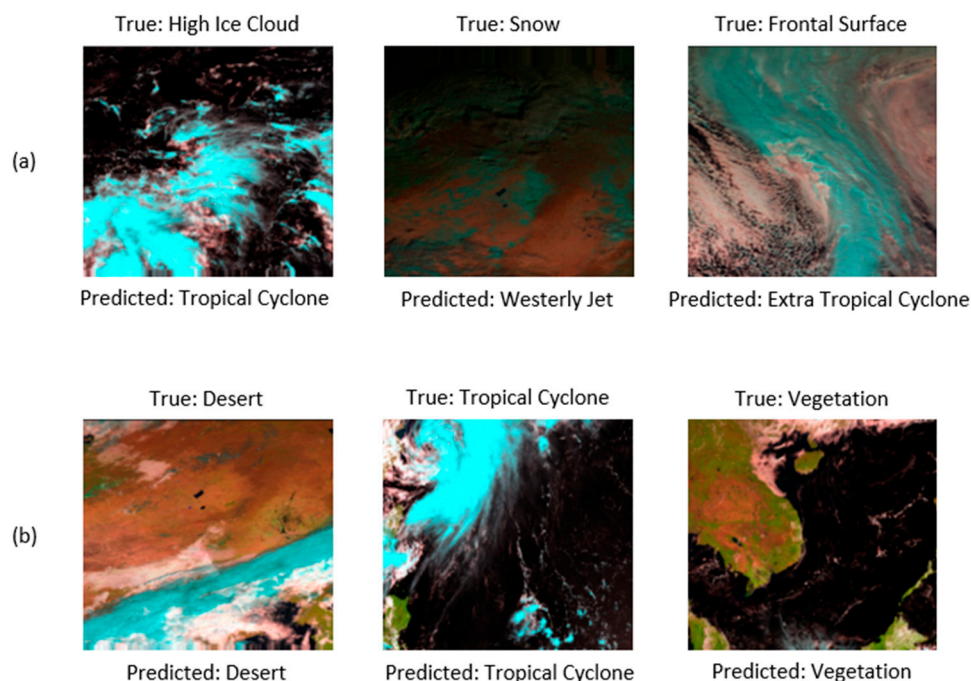 True: High Ice Cloud
True: Snow
True: Frontal Surface
(a)
Predicted: Tropical Cyclone
Predicted: Westerly Jet
Predicted: Extra Tropical Cyclone
True: Desert
True: Tropical Cyclone
True: Vegetation
(b)
Predicted: Desert
Predicted: Tropical Cyclone
Predicted: Vegetation